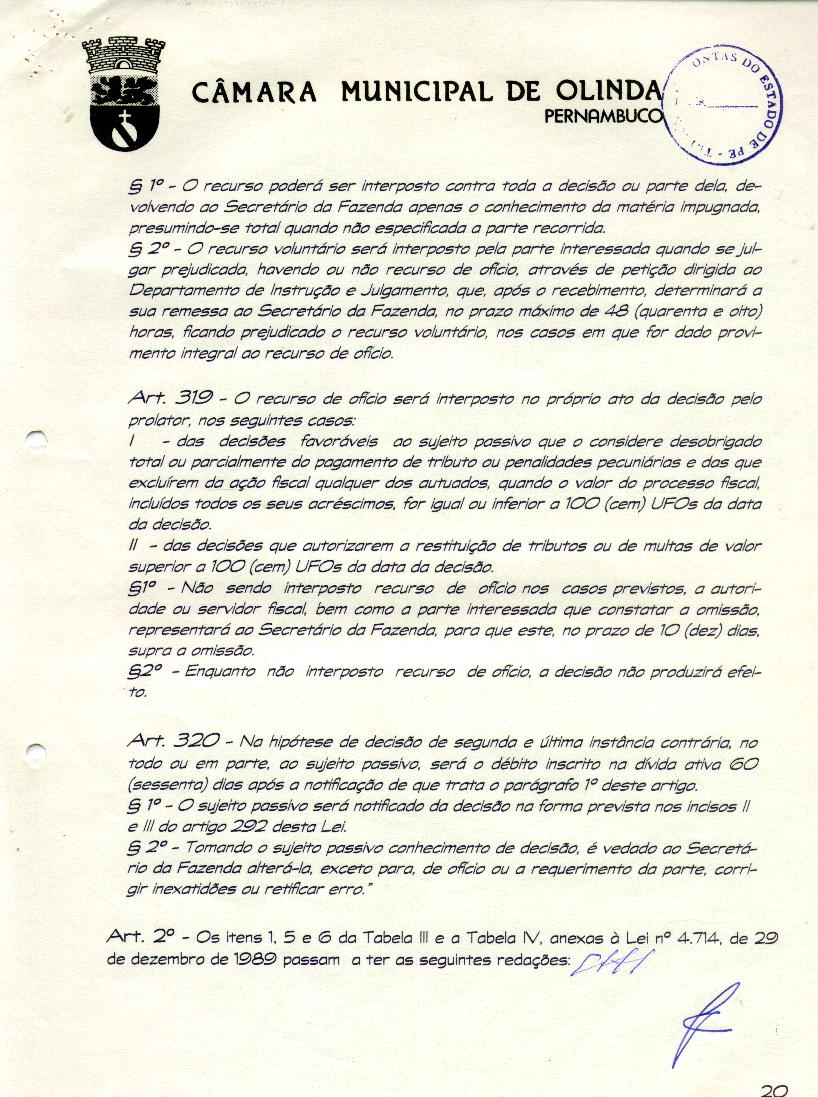 CÂMARA MUNICIPAL DE OLINDA
PERNAMBUCO
ONTAS DO ESTADO DE PE - T
§ 1º - O recurso poderá ser interposto contra toda a decisão ou parte dela, de-
volvendo ao Secretário da Fazenda apenas o conhecimento da matéria impugnada,
presumindo-se total quando não especificada a parte recorrida.
§ 2º - O recurso voluntário será interposto pela parte interessada quando se jul-
gar prejudicada, havendo ou não recurso de ofício, através de petição dirigida ao
Departamento de Instrução e Julgamento, que, após o recebimento, determinará a
sua remessa ao Secretário da Fazenda, no prazo máximo de 48 (quarenta e oito)
horas, ficando prejudicado o recurso voluntário, nos casos em que for dado provi-
mento integral ao recurso de ofício.
Art. 319 - O recurso de ofício será interposto no próprio ato da decisão pelo
prolator, nos seguintes casos:
I - das decisões favoráveis ao sujeito passivo que o considere desobrigado
total ou parcialmente do pagamento de tributo ou penalidades pecuniárias e das que
excluírem da ação fiscal qualquer dos autuados, quando o valor do processo fiscal,
incluídos todos os seus acréscimos, for igual ou inferior a 100 (cem) UFOs da data
da decisão.
II - das decisões que autorizarem a restituição de tributos ou de multas de valor
superior a 100 (cem) UFOs da data da decisão.
§1º - Não sendo interposto recurso de ofício nos casos previstos, a autori-
dade ou servidor fiscal, bem como a parte interessada que constatar a omissão,
representará ao Secretário da Fazenda, para que este, no prazo de 10 (dez) dias,
supra a omissão.
§2º - Enquanto não interposto recurso de ofício, a decisão não produzirá efei-
to.
Art. 320 - Na hipótese de decisão de segunda e última instância contrária, no
todo ou em parte, ao sujeito passivo, será o débito inscrito na dívida ativa 60
(sessenta) dias após a notificação de que trata o parágrafo 1º deste artigo.
§ 1º - O sujeito passivo será notificado da decisão na forma prevista nos incisos II
e III do artigo 292 desta Lei.
§ 2º - Tomando o sujeito passivo conhecimento de decisão, é vedado ao Secretá-
rio da Fazenda alterá-la, exceto para, de ofício ou a requerimento da parte, corri-
gir inexatidões ou retificar erro."
Art. 2º - Os itens 1, 5 e 6 da Tabela III e a Tabela IV, anexas à Lei nº 4.714, de 29
de dezembro de 1989 passam a ter as seguintes redações:
20